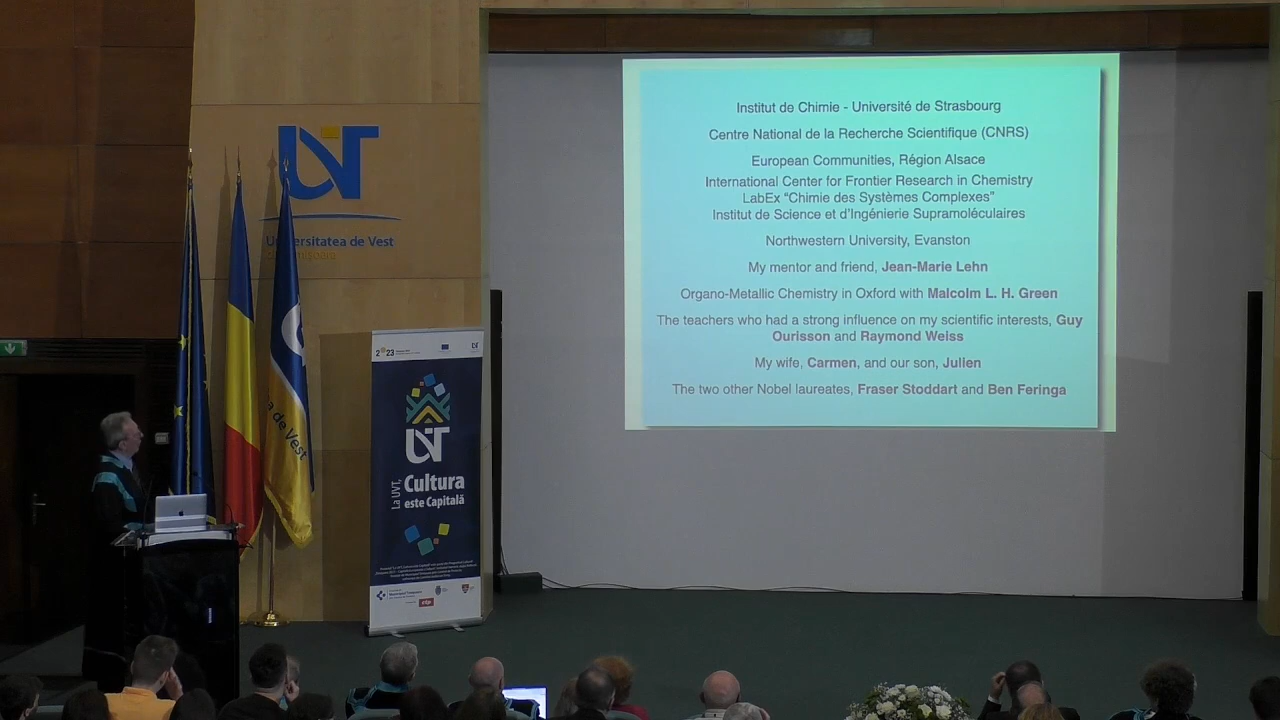 Institut de Chimie - Université de Strasbourg
Centre National de la Recherche Scientifique (CNRS)
European Communities, Région Alsace
International Center for Frontier Research in Chemistry
LabEx “Chimie des Systèmes Complexes”
Institut de Science et d’Ingénierie Supramoléculaires
Northwestern University, Evanston
My mentor and friend, Jean-Marie Lehn
Organo-Metallic Chemistry in Oxford with Malcolm L. H. Green
The teachers who had a strong influence on my scientific interests, Guy
Ourisson and Raymond Weiss
My wife, Carmen, and our son, Julien
The two other Nobel laureates, Fraser Stoddart and Ben Feringa
UVT
Universitatea de Vest
a de Vest
2023
UVT
La UVT,
Cultura
este Capitală